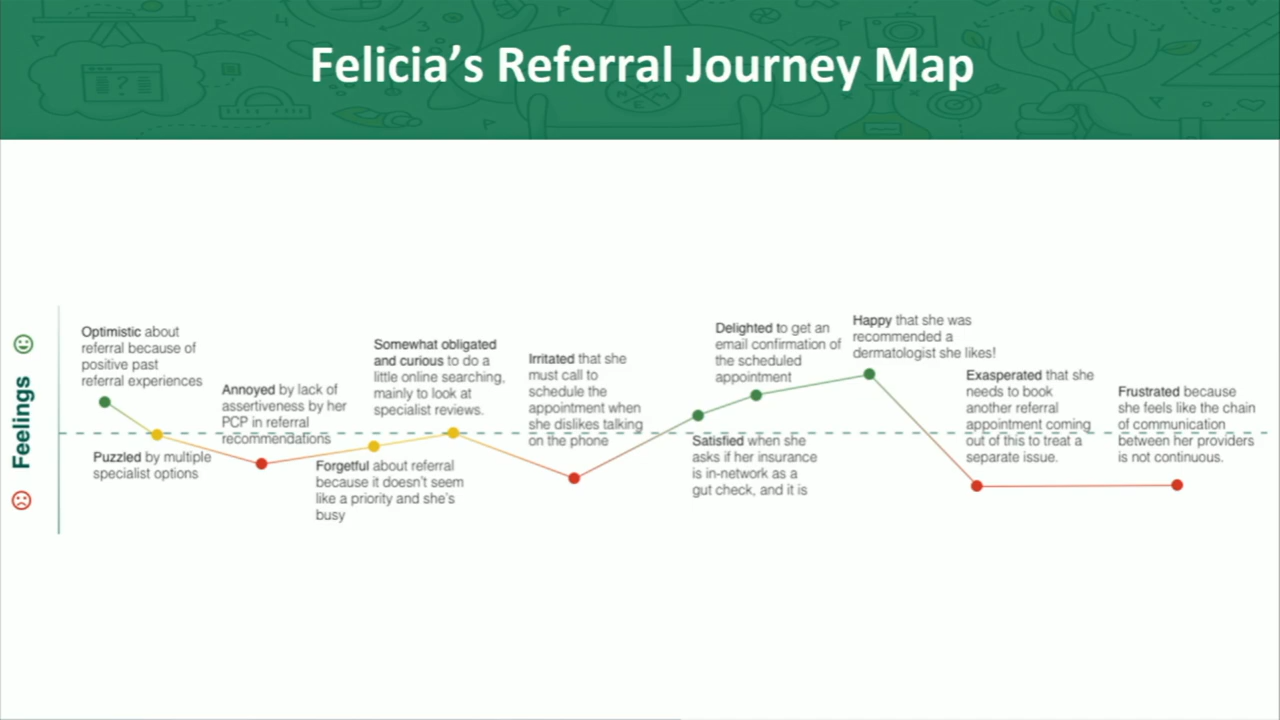 Felicia's Referral Journey Map
Feelings
Optimistic about
referral because of
positive past
referral experiences
Puzzled by multiple
specialist options
Annoyed by lack of
assertiveness by her
PCP in referral
recommendations
Forgetful about referral
because it doesn't seem
like a priority and she's
busy
Somewhat obligated
and curious to do a
little online searching,
mainly to look at
specialist reviews.
Irritated that she
must call to
schedule the
appointment when
she dislikes talking
on the phone
Satisfied when she
asks if her insurance
is in-network as a
gut check, and it is
Delighted to get an
email confirmation of
the scheduled
appointment
Happy that she was
recommended a
dermatologist she likes!
Exasperated that she
needs to book
another referral
appointment coming
out of this to treat a
separate issue.
Frustrated because
she feels like the chain
of communication
between her providers
is not continuous.